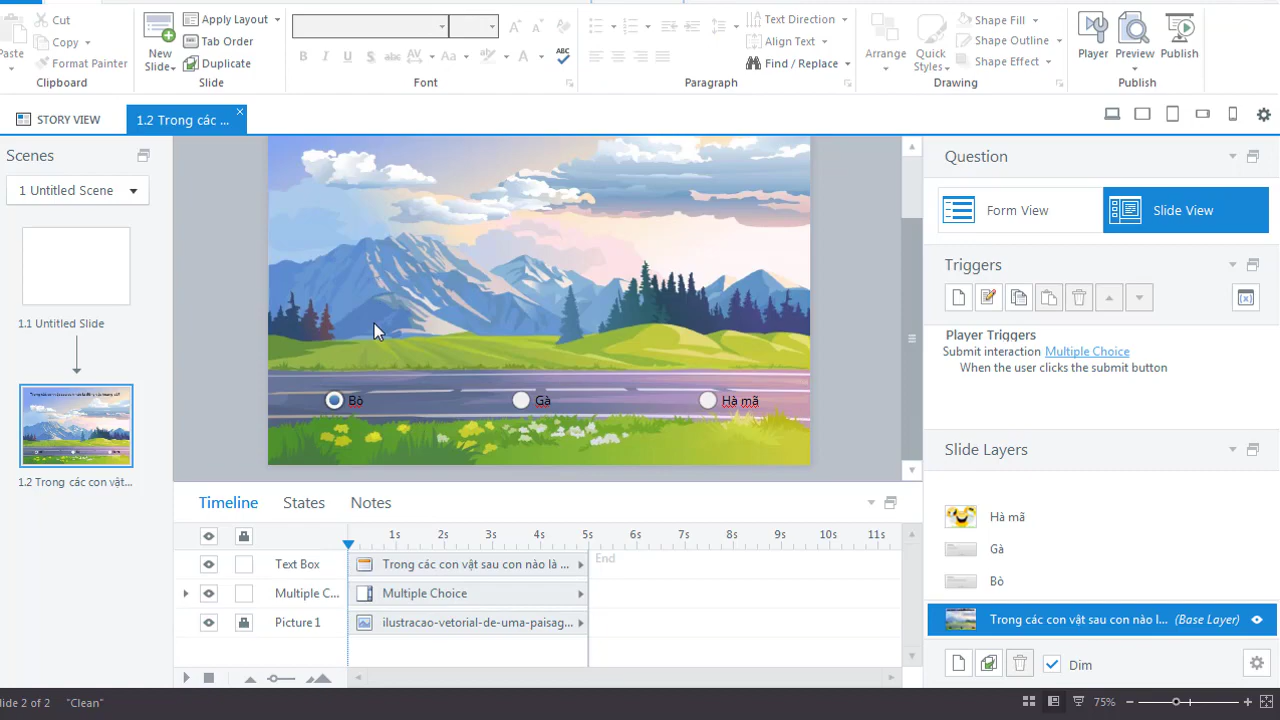 Cut
Copy
Paste
Format Painter
Clipboard
New Slide
Apply Layout
Tab Order
Duplicate
Slide
B I U S abc AV Aa A ABC
Font
Text Direction
Align Text
Find / Replace
Paragraph
Arrange
Quick Styles
Shape Fill
Shape Outline
Shape Effect
Drawing
Player
Preview
Publish
Publish
STORY VIEW
1.2 Trong các ...
Scenes
1 Untitled Scene
1.1 Untitled Slide
1.2 Trong các con vật...
Bò
Gà
Hà mã
Timeline
States
Notes
1s 2s 3s 4s 5s 6s 7s 8s 9s 10s 11s
Text Box
Trong các con vật sau con nào là ...
End
Multiple C...
Multiple Choice
Picture 1
ilustracao-vetorial-de-uma-paisag...
Question
Form View
Slide View
Triggers
Player Triggers
Submit interaction Multiple Choice
When the user clicks the submit button
Slide Layers
Hà mã
Gà
Bò
Trong các con vật sau con nào l... (Base Layer)
Dim
lide 2 of 2
"Clean"
75%